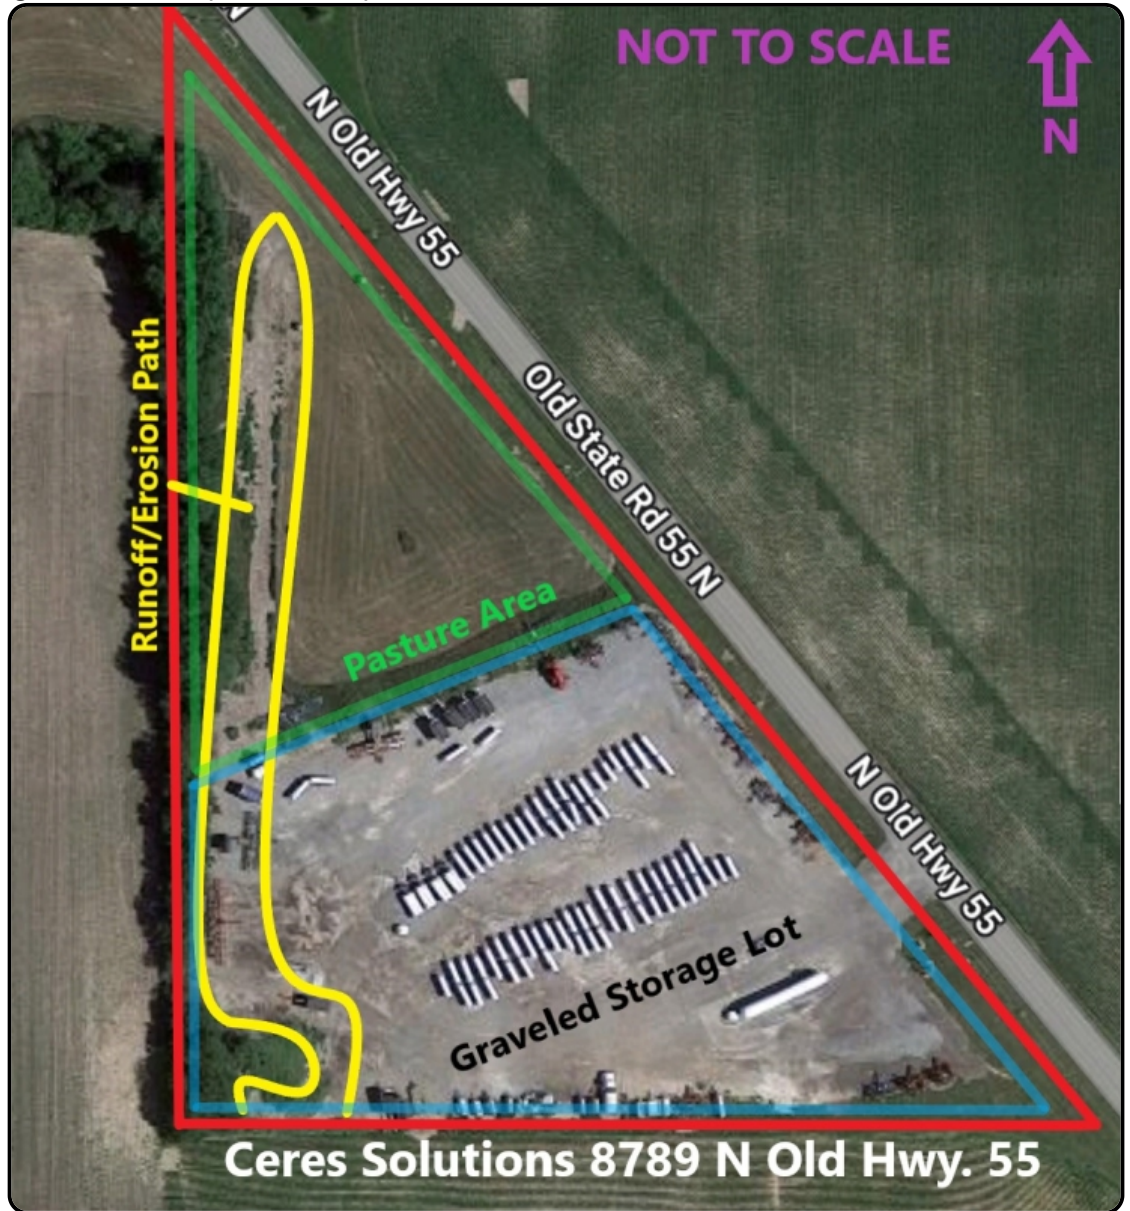 N
NOT TO SCALE
N
N Old Hwy 55
Runoff/Erosion Path
Old State Rd 55 N
Pasture Area
N Old Hwy 55
Graveled Storage Lot
Ceres Solutions 8789 N Old Hwy. 55